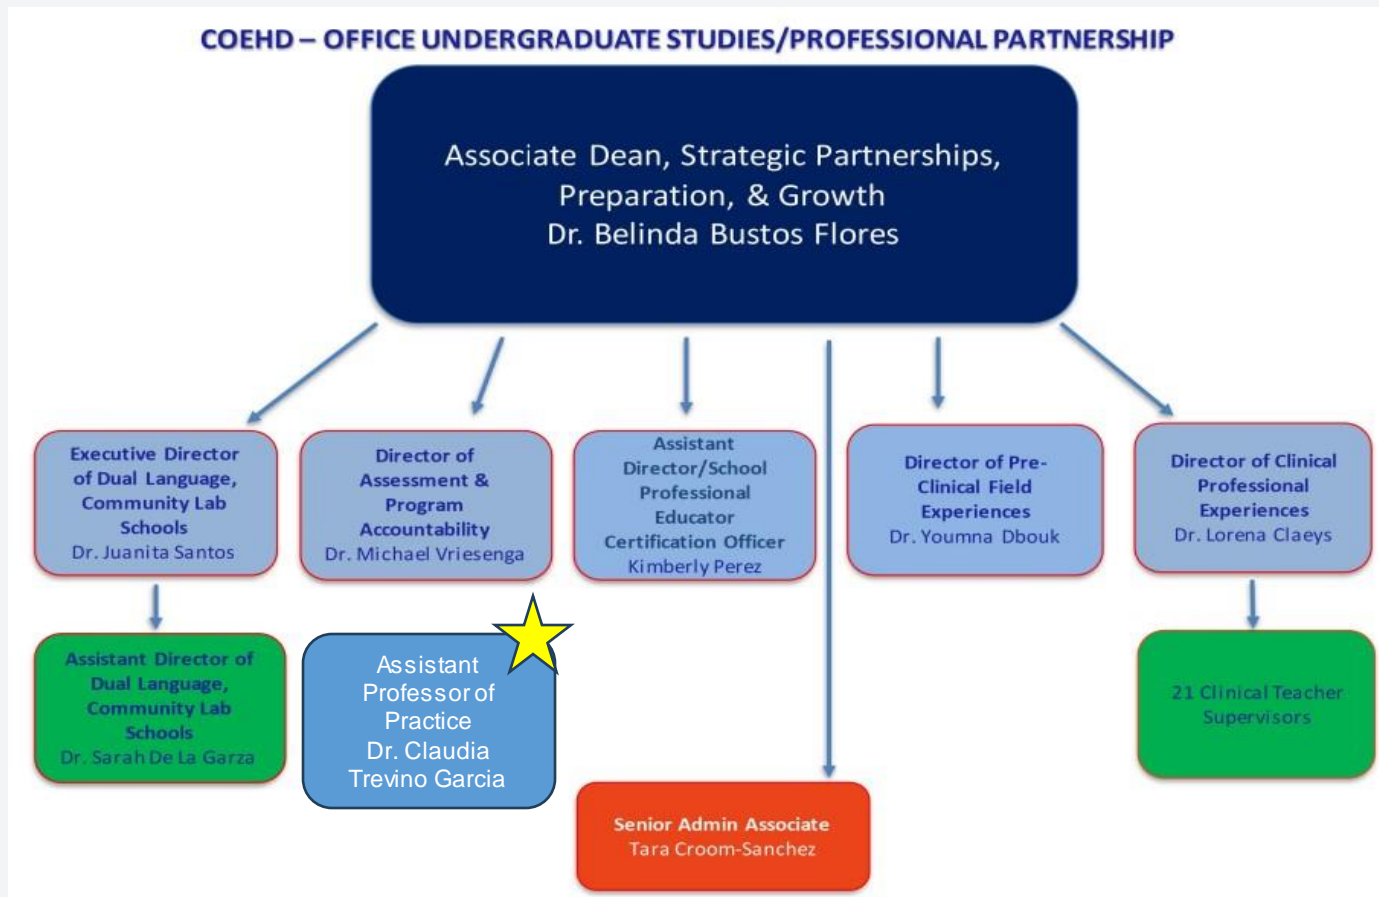 COEHD – OFFICE UNDERGRADUATE STUDIES/PROFESSIONAL PARTNERSHIP
Associate Dean, Strategic Partnerships,
Preparation, & Growth
Dr. Belinda Bustos Flores
Executive Director
of Dual Language,
Community Lab
Schools
Dr. Juanita Santos
Director of
Assessment &
Program
Accountability
Dr. Michael Vriesenga
Assistant
Director/School
Professional
Educator
Certification Officer
Kimberly Perez
Director of Pre-
Clinical Field
Experiences
Dr. Youmna Dbouk
Director of Clinical
Professional
Experiences
Dr. Lorena Claeys
Assistant Director of
Dual Language,
Community Lab
Schools
Dr. Sarah De La Garza
Assistant
Professor of
Practice
Dr. Claudia
Trevino Garcia
21 Clinical Teacher
Supervisors
Senior Admin Associate
Tara Croom-Sanchez